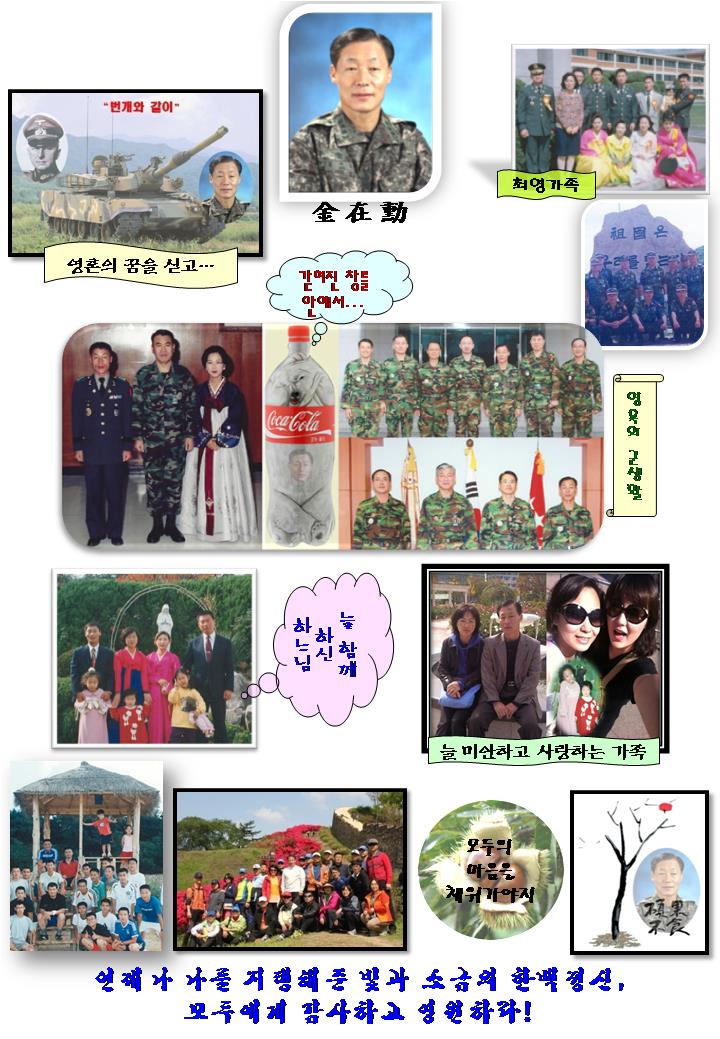 金在勳
"번개와 같이"
최영가족
영혼의 꿈을 싣고…
祖國은
갇혀진 창틀
안에서...
Coca-Cola
영욕의 군생활
늘 함께
하신
하느님
늘 미안하고 사랑하는 가족
모두의
마음은
채워가야지
碩果
不食
언제나 나를 지탱해준 빛과 소금의 한백정신,
모두에게 감사하고 영원하라!